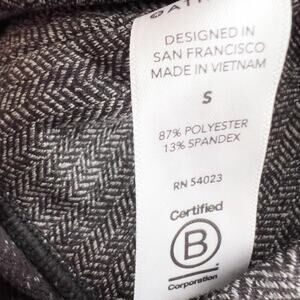 DESIGNED IN
SAN FRANCISCO
MADE IN VIETNAM
S
87% POLYESTER
13% SPANDEX
RN 54023
Certified
B
Corporation